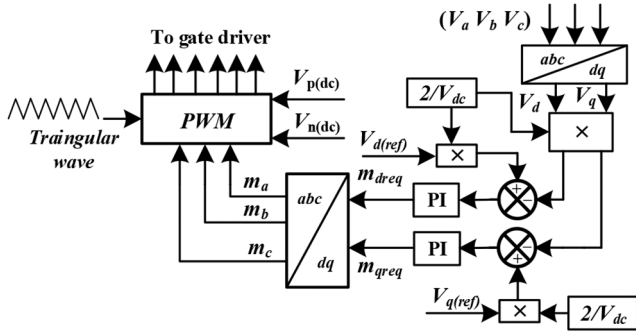 (Va Vb Vc)
To gate driver
abc
dq
Vp(dc)
2/Vdc
Vd
Vq
PWM
Vn(dc)
×
Traingular
wave
Vd(ref)
×
mdreq
+
−
ma
abc
PI
mb
PI
+
−
mc
dq
mqreq
Vq(ref)
×
2/Vdc